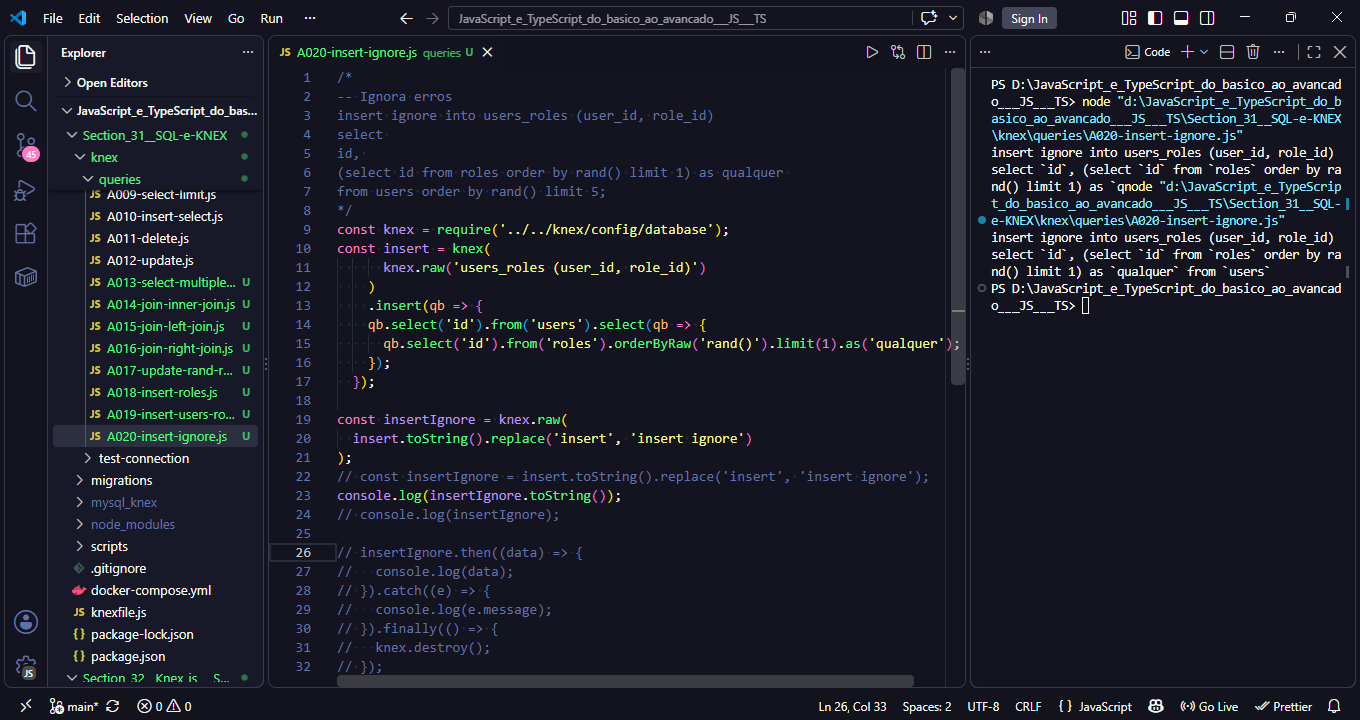 File Edit Selection View Go Run ··· JavaScript_e_TypeScript_do_basico_ao_avancado___JS___TS Sign In
Explorer ···
Open Editors
JavaScript_e_TypeScript_do_bas...
Section_31__SQL-e-KNEX
knex
queries
JS A009-select-limit.js
JS A010-insert-select.js
JS A011-delete.js
JS A012-update.js
JS A013-select-multiple... U
JS A014-join-inner-join.js U
JS A015-join-left-join.js U
JS A016-join-right-join.js U
JS A017-update-rand-r... U
JS A018-insert-roles.js U
JS A019-insert-users-ro... U
JS A020-insert-ignore.js U
test-connection
migrations
mysql_knex
node_modules
scripts
.gitignore
docker-compose.yml
JS knexfile.js
{} package-lock.json
{} package.json
Section_32__Knex.js__S...
45
JS
JS A020-insert-ignore.js queries U
1 /*
2 -- Ignora erros
3 insert ignore into users_roles (user_id, role_id)
4 select
5 id,
6 (select id from roles order by rand() limit 1) as qualquer
7 from users order by rand() limit 5;
8 */
9 const knex = require('../../knex/config/database');
10 const insert = knex(
11 knex.raw('users_roles (user_id, role_id)')
12 )
13 .insert(qb => {
14 qb.select('id').from('users').select(qb => {
15 qb.select('id').from('roles').orderByRaw('rand()').limit(1).as('qualquer');
16 });
17 });
18
19 const insertIgnore = knex.raw(
20 insert.toString().replace('insert', 'insert ignore')
21 );
22 // const insertIgnore = insert.toString().replace('insert', 'insert ignore');
23 console.log(insertIgnore.toString());
24 // console.log(insertIgnore);
25
26 // insertIgnore.then((data) => {
27 // console.log(data);
28 // }).catch((e) => {
29 // console.log(e.message);
30 // }).finally(() => {
31 // knex.destroy();
32 // });
··· Code ···
PS D:\JavaScript_e_TypeScript_do_basico_ao_avancad
o___JS___TS> node "d:\JavaScript_e_TypeScript_do_b
asico_ao_avancado___JS___TS\Section_31__SQL-e-KNEX
\knex\queries\A020-insert-ignore.js"
insert ignore into users_roles (user_id, role_id)
select `id`, (select `id` from `roles` order by ra
nd() limit 1) as `qnode "d:\JavaScript_e_TypeScrip
t_do_basico_ao_avancado___JS___TS\Section_31__SQL-
e-KNEX\knex\queries\A020-insert-ignore.js"
insert ignore into users_roles (user_id, role_id)
select `id`, (select `id` from `roles` order by ra
nd() limit 1) as `qualquer` from `users`
PS D:\JavaScript_e_TypeScript_do_basico_ao_avancad
o___JS___TS>
main* 0 0 Ln 26, Col 33 Spaces: 2 UTF-8 CRLF {} JavaScript Go Live Prettier